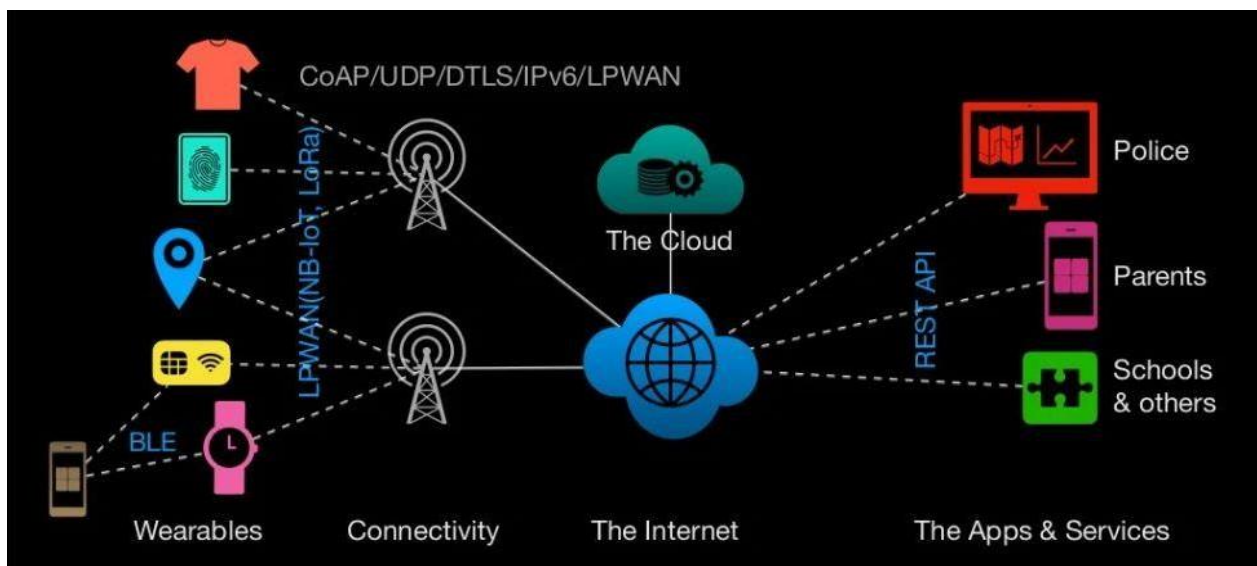 CoAP/UDP/DTLS/IPv6/LPWAN
LPWAN(NB-IoT, LoRa)
The Cloud
REST API
Police
Parents
Schools
& others
BLE
Wearables
Connectivity
The Internet
The Apps & Services